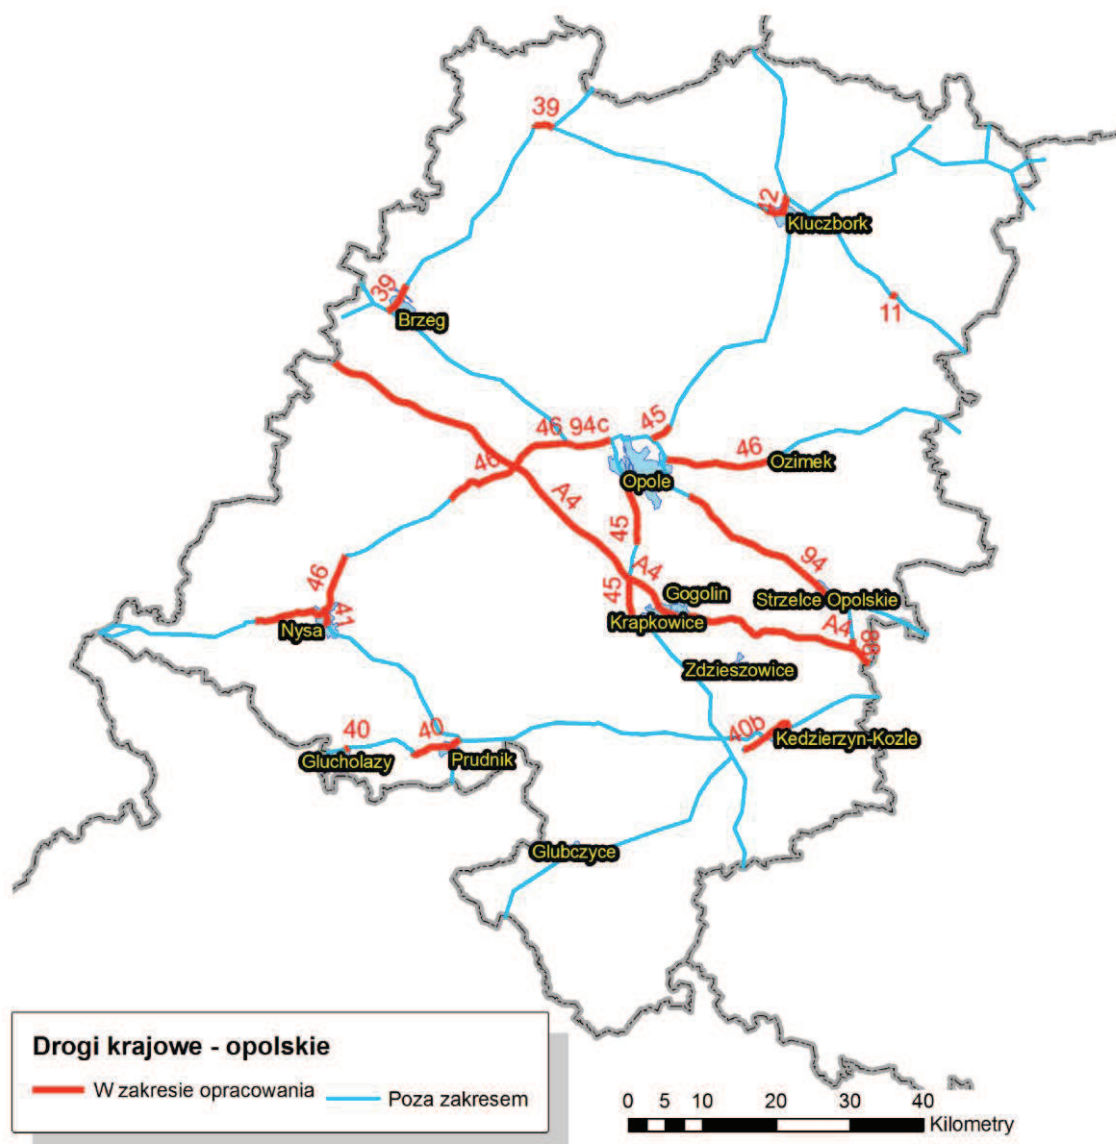 39
42
Kluczbork
39
11
Brzeg
46 94c 45
46
46
Ozimek
Opole
A4
45
94
46
A4
45
Gogolin
Strzelce Opolskie
41
Krapkowice
A4
Nysa
88
Zdzieszowice
40 40
40b
Kedzierzyn-Kozle
Glucholazy
Prudnik
Glubczyce
Drogi krajowe - opolskie
W zakresie opracowania
Poza zakresem
0 5 10 20 30 40
Kilometry